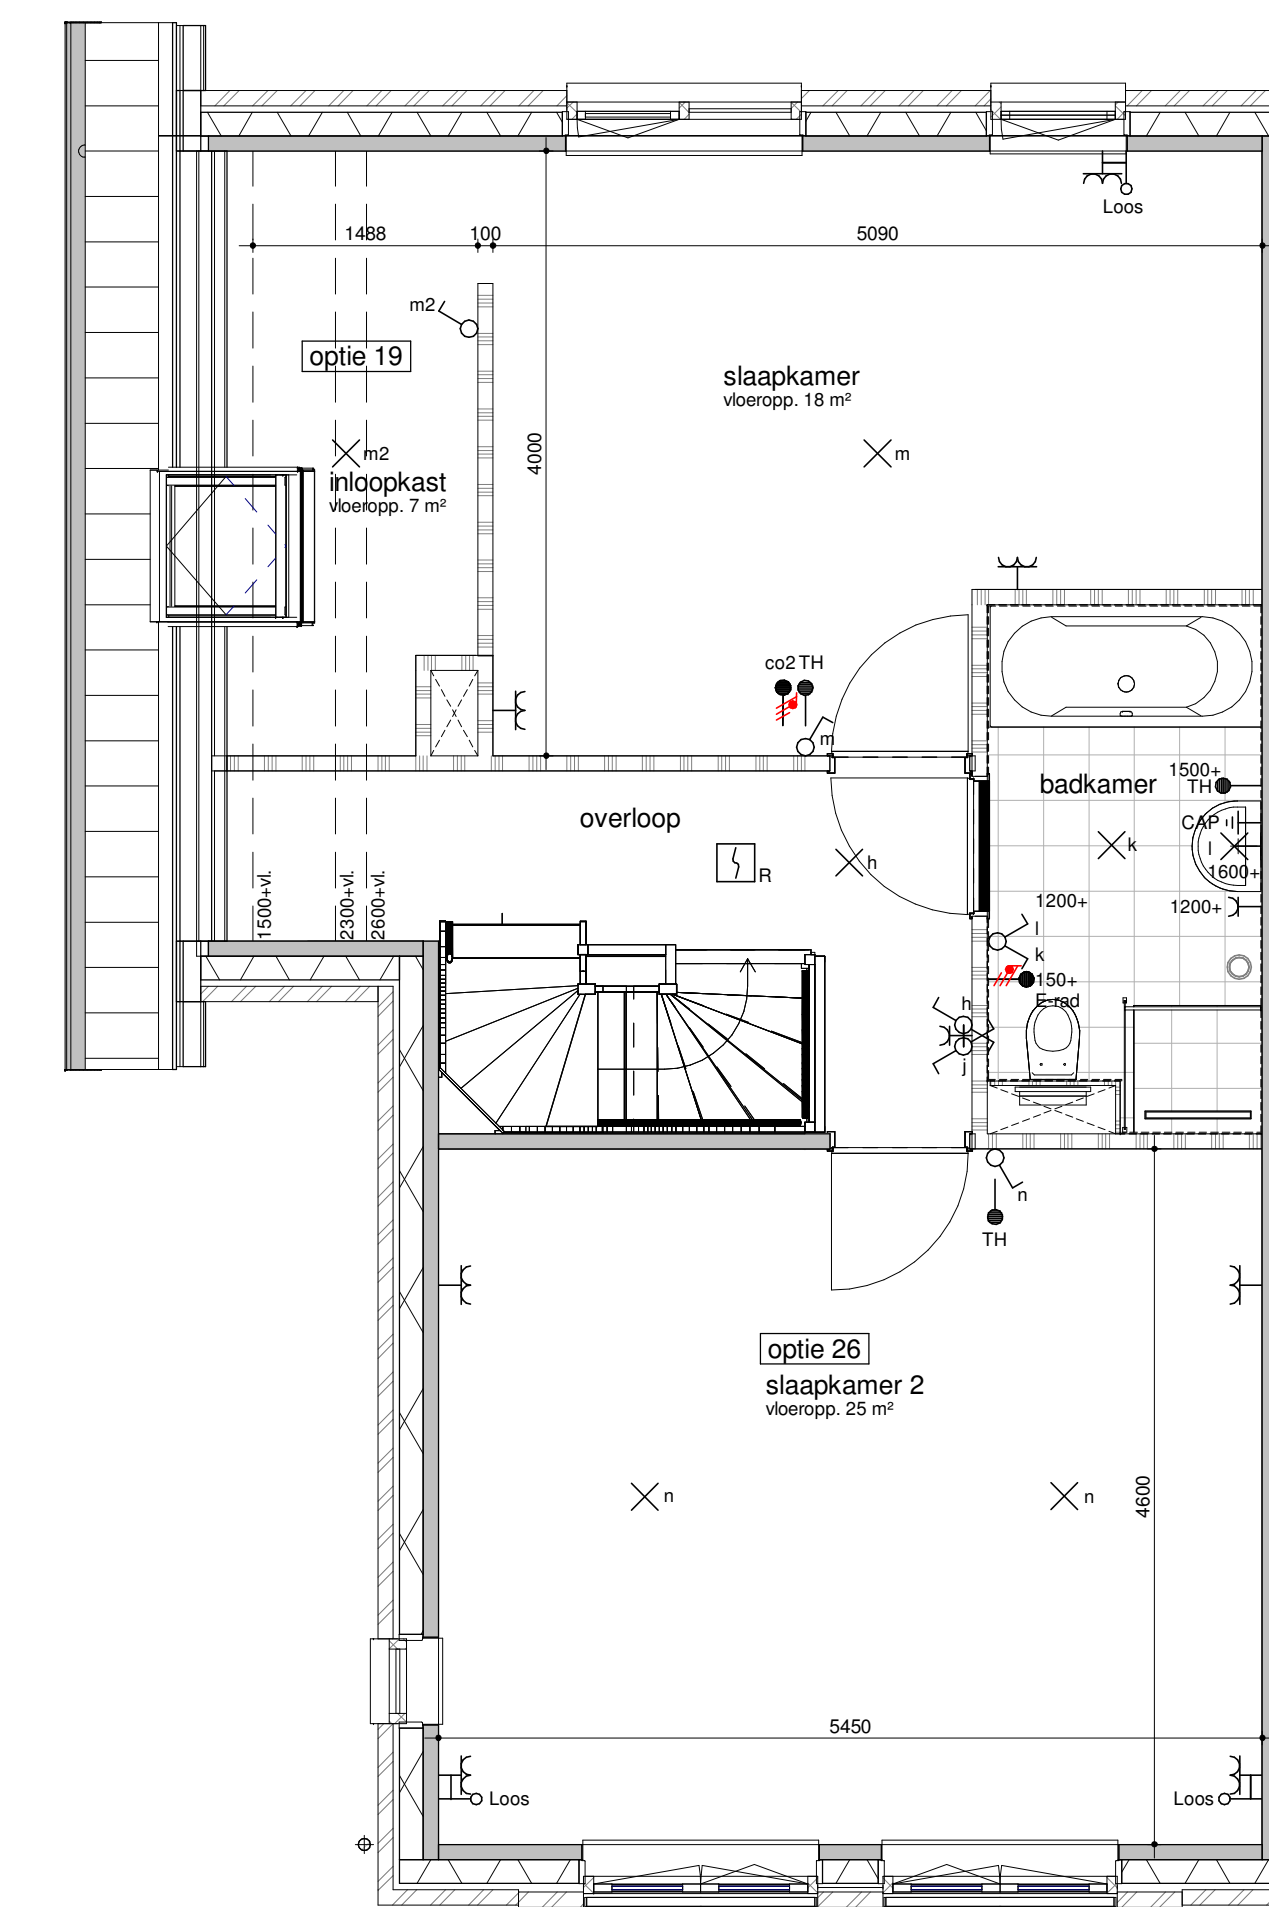 Loos
1488
100
5090
m2
optie 19
slaapkamer
vloeropp. 18 m²
4000
m2
m
inloopkast
vloeropp. 7 m²
co2 TH
m
badkamer
1500+
TH
overloop
CAP
k
l
h
R
1600+
1500+vl.
2300+vl.
2600+vl.
1200+
1200+
l
k
150+
E-rad
h
j
n
TH
optie 26
slaapkamer 2
vloeropp. 25 m²
n
n
4600
5450
Loos
Loos